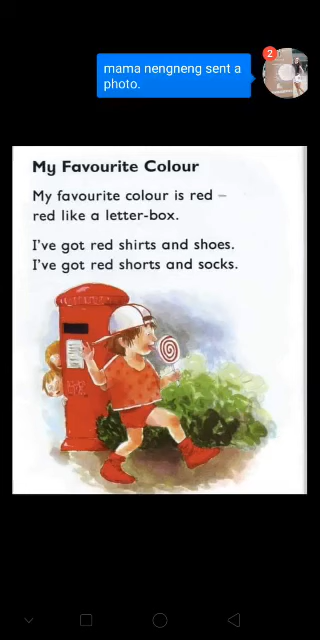 2
mama nengneng sent a
photo.
My Favourite Colour
My favourite colour is red –
red like a letter-box.
I've got red shirts and shoes.
I've got red shorts and socks.